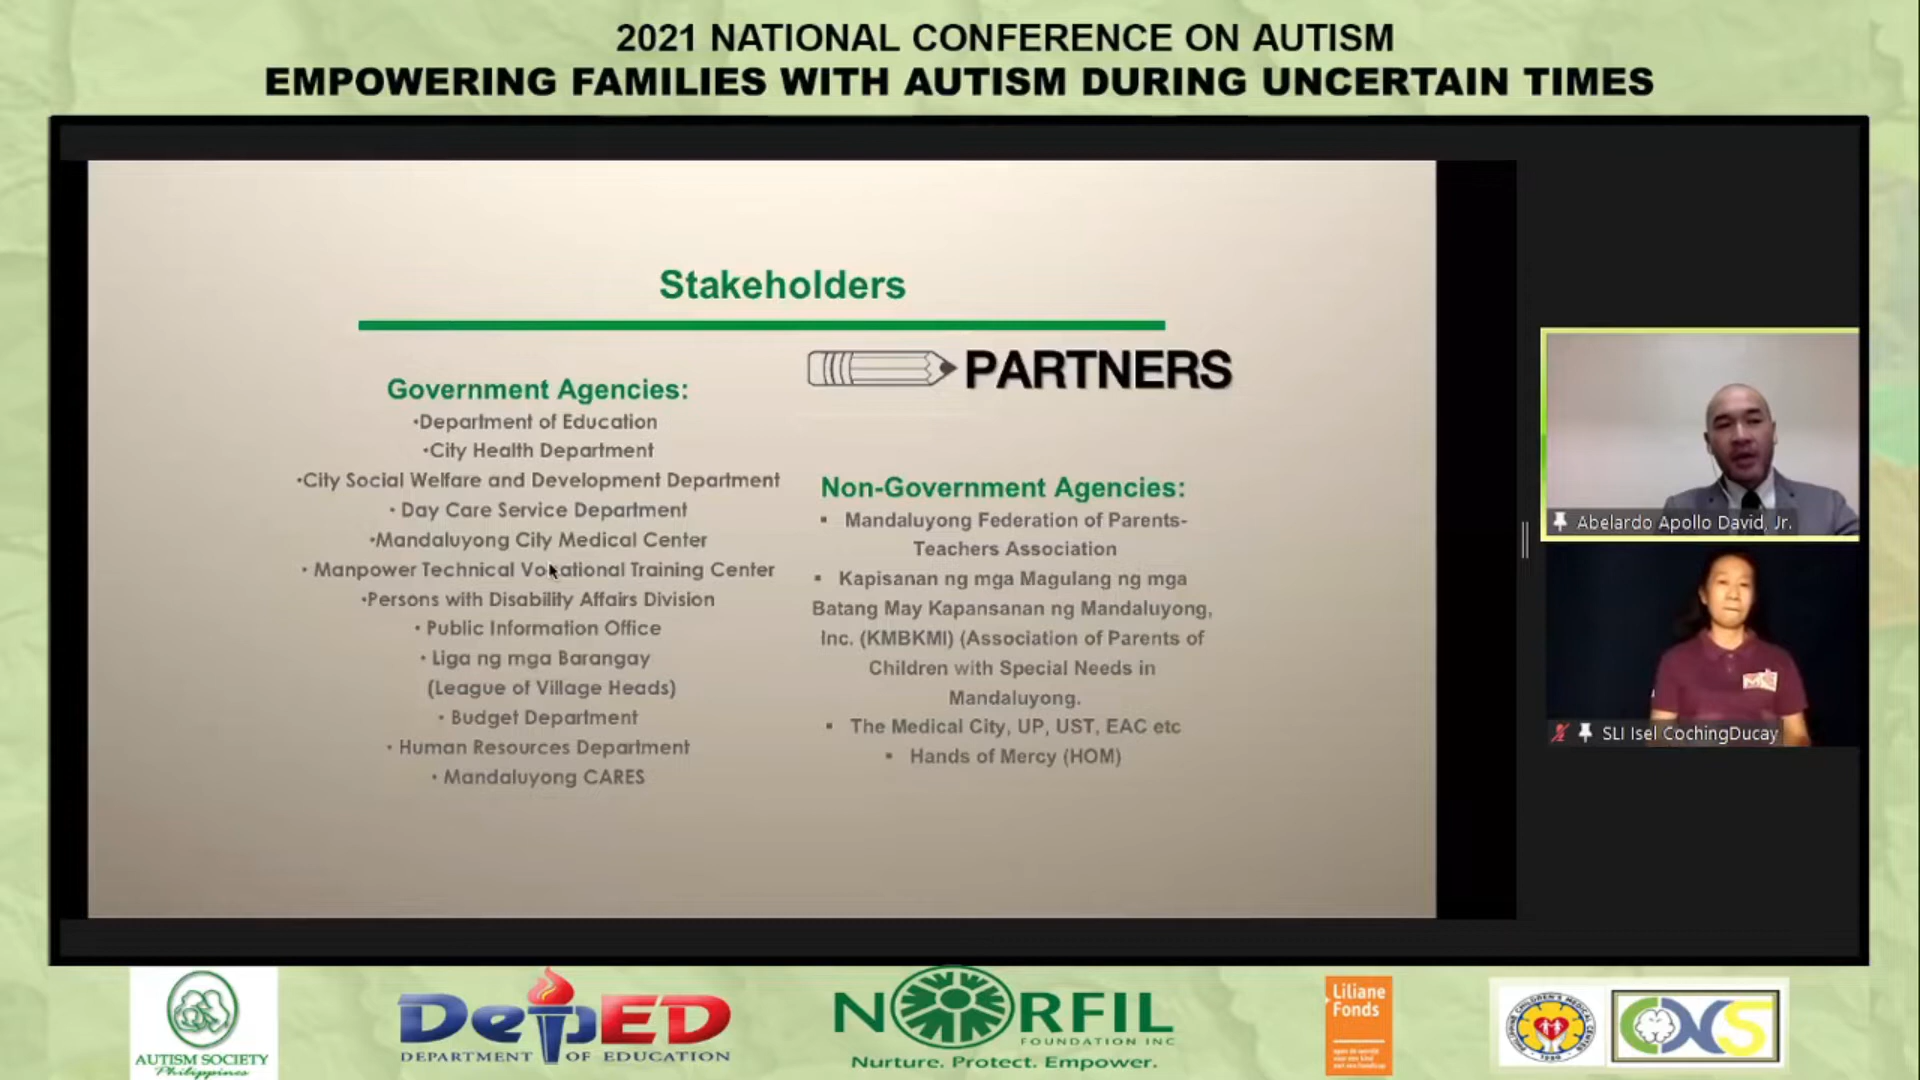 2021 NATIONAL CONFERENCE ON AUTISM
EMPOWERING FAMILIES WITH AUTISM DURING UNCERTAIN TIMES
Stakeholders
PARTNERS
Government Agencies:
•Department of Education
•City Health Department
•City Social Welfare and Development Department
• Day Care Service Department
•Mandaluyong City Medical Center
• Manpower Technical Vocational Training Center
•Persons with Disability Affairs Division
• Public Information Office
• Liga ng mga Barangay
(League of Village Heads)
• Budget Department
• Human Resources Department
• Mandaluyong CARES
Non-Government Agencies:
▪ Mandaluyong Federation of Parents-
Teachers Association
▪ Kapisanan ng mga Magulang ng mga
Batang May Kapansanan ng Mandaluyong,
Inc. (KMBKMI) (Association of Parents of
Children with Special Needs in
Mandaluyong.
▪ The Medical City, UP, UST, EAC etc
▪ Hands of Mercy (HOM)
Abelardo Apollo David, Jr.
SLI Isel CochingDucay
AUTISM SOCIETY
Philippines
DepED
DEPARTMENT OF EDUCATION
NORFIL
FOUNDATION INC
Nurture. Protect. Empower.
Liliane
Fonds